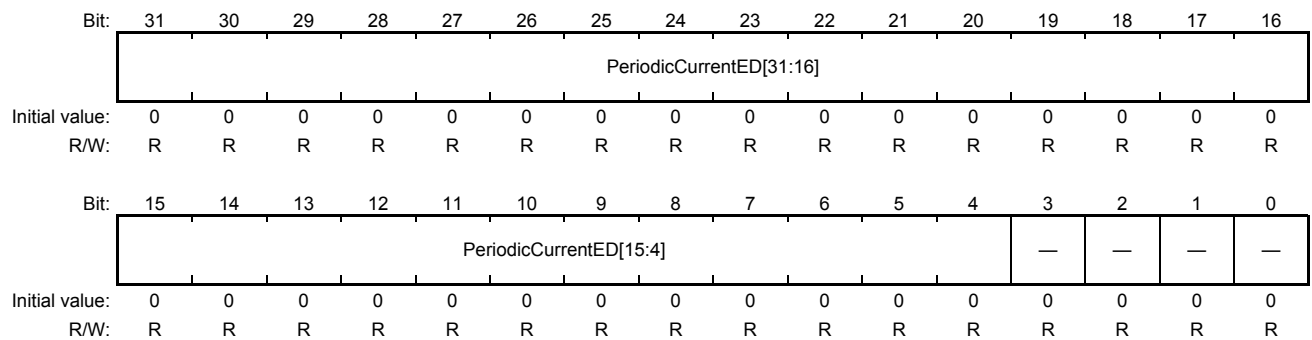 Bit: 31 30 29 28 27 26 25 24 23 22 21 20 19 18 17 16
PeriodicCurrentED[31:16]
Initial value: 0 0 0 0 0 0 0 0 0 0 0 0 0 0 0 0
R/W: R R R R R R R R R R R R R R R R
Bit: 15 14 13 12 11 10 9 8 7 6 5 4 3 2 1 0
PeriodicCurrentED[15:4] — — — —
Initial value: 0 0 0 0 0 0 0 0 0 0 0 0 0 0 0 0
R/W: R R R R R R R R R R R R R R R R